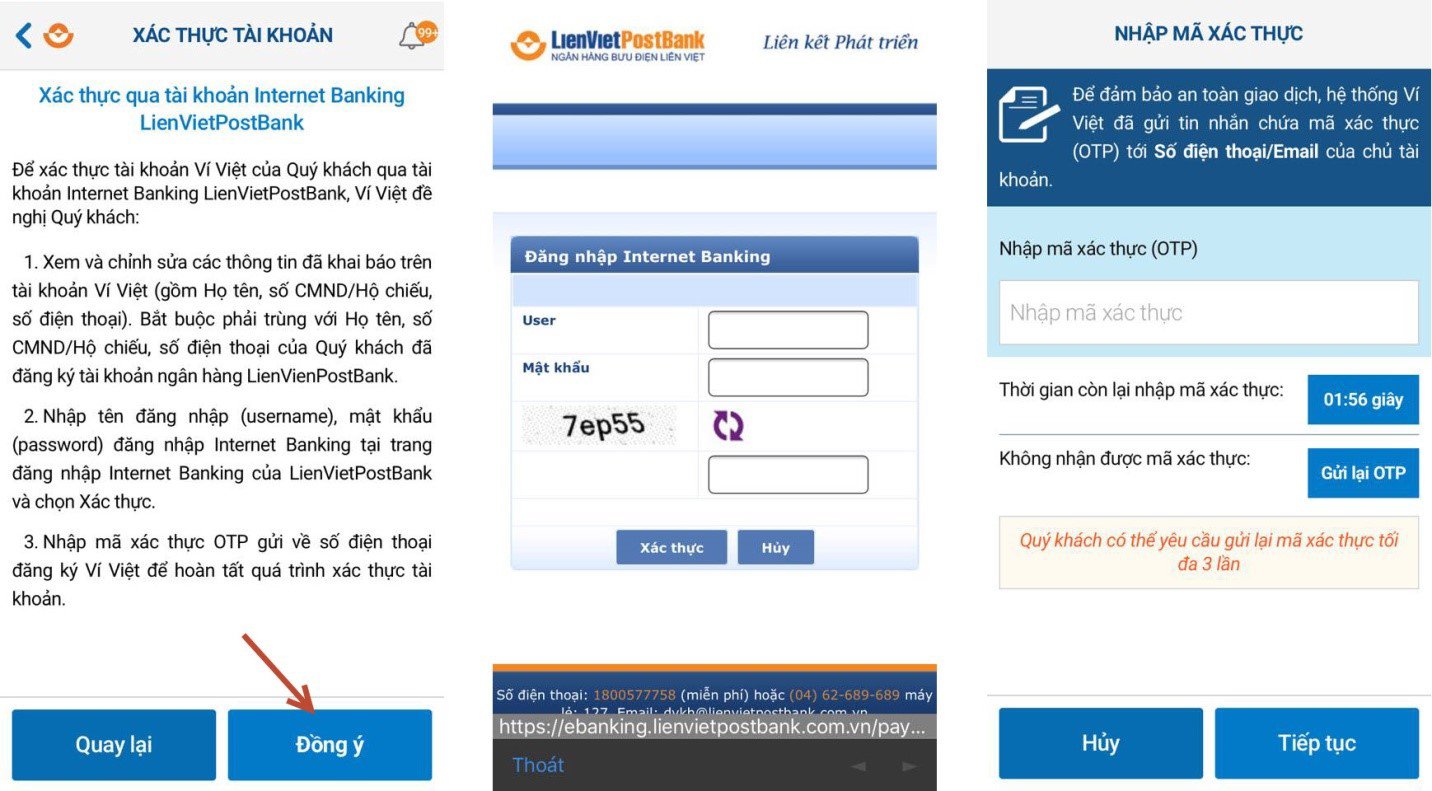 XÁC THỰC TÀI KHOẢN
99+
Xác thực qua tài khoản Internet Banking
LienVietPostBank
Để xác thực tài khoản Ví Việt của Quý khách qua tài
khoản Internet Banking LienVietPostBank, Ví Việt đề
nghị Quý khách:
1. Xem và chỉnh sửa các thông tin đã khai báo trên
tài khoản Ví Việt (gồm Họ tên, số CMND/Hộ chiếu,
số điện thoại). Bắt buộc phải trùng với Họ tên, số
CMND/Hộ chiếu, số điện thoại của Quý khách đã
đăng ký tài khoản ngân hàng LienVienPostBank.
2. Nhập tên đăng nhập (username), mật khẩu
(password) đăng nhập Internet Banking tại trang
đăng nhập Internet Banking của LienVietPostBank
và chọn Xác thực.
3. Nhập mã xác thực OTP gửi về số điện thoại
đăng ký Ví Việt để hoàn tất quá trình xác thực tài
khoản.
Quay lại
Đồng ý
LienVietPostBank
NGÂN HÀNG BƯU ĐIỆN LIÊN VIỆT
Liên kết Phát triển
Đăng nhập Internet Banking
User
Mật khẩu
7ep55
Xác thực
Hủy
Số điện thoại: 1800577758 (miễn phí) hoặc (04) 62-689-689 máy
lẻ: 127. Email: dvkh@lienvietpostbank.com.vn
https://ebanking.lienvietpostbank.com.vn/pay...
Thoát
NHẬP MÃ XÁC THỰC
Để đảm bảo an toàn giao dịch, hệ thống Ví
Việt đã gửi tin nhắn chứa mã xác thực
(OTP) tới Số điện thoại/Email của chủ tài
khoản.
Nhập mã xác thực (OTP)
Nhập mã xác thực
Thời gian còn lại nhập mã xác thực:
01:56 giây
Không nhận được mã xác thực:
Gửi lại OTP
Quý khách có thể yêu cầu gửi lại mã xác thực tối
đa 3 lần
Hủy
Tiếp tục